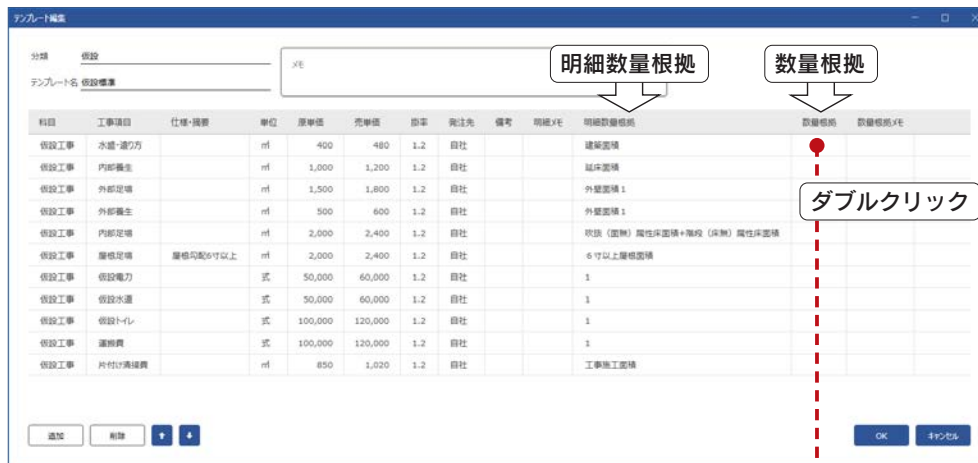 テンプレート編集
分類 仮設
メモ
テンプレート名 仮設標準
明細数量根拠 数量根拠
科目 工事項目 仕様・摘要 単位 原単価 売単価 掛率 発注先 備考 明細メモ 明細数量根拠 数量根拠 数量根拠メモ
仮設工事 水盛・遣り方 ㎡ 400 480 1.2 自社 建築面積
仮設工事 内部養生 ㎡ 1,000 1,200 1.2 自社 延床面積
仮設工事 外部足場 ㎡ 1,500 1,800 1.2 自社 外壁面積1
仮設工事 外部養生 ㎡ 500 600 1.2 自社 外壁面積1
仮設工事 内部足場 ㎡ 2,000 2,400 1.2 自社 吹抜（面無）属性床面積+階段（床無）属性床面積
仮設工事 屋根足場 屋根勾配6寸以上 ㎡ 2,000 2,400 1.2 自社 6寸以上屋根面積
仮設工事 仮設電力 式 50,000 60,000 1.2 自社 1
仮設工事 仮設水道 式 50,000 60,000 1.2 自社 1
仮設工事 仮設トイレ 式 100,000 120,000 1.2 自社 1
仮設工事 運搬費 式 100,000 120,000 1.2 自社 1
仮設工事 片付け清掃費 ㎡ 850 1,020 1.2 自社 工事施工面積
ダブルクリック
追加 削除 OK キャンセル